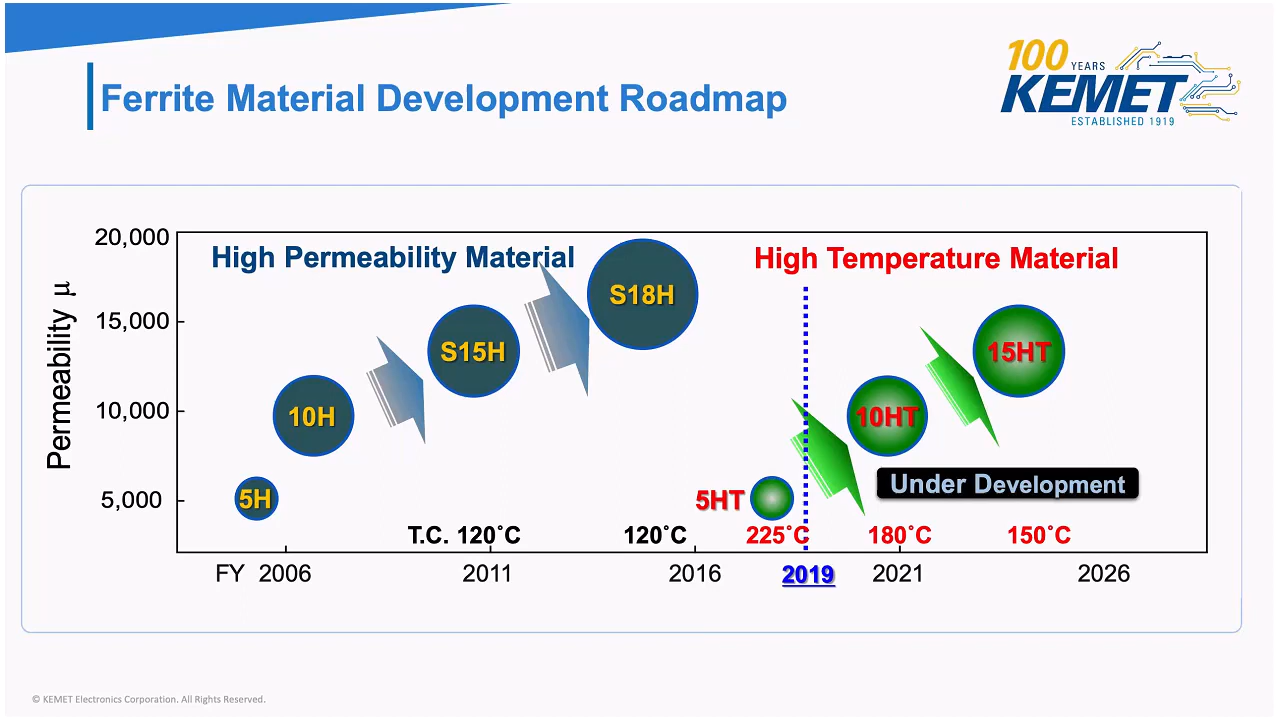 100 YEARS
KEMET
ESTABLISHED 1919
Ferrite Material Development Roadmap
High Permeability Material
High Temperature Material
Permeability μ
20,000
15,000
10,000
5,000
S18H
S15H
15HT
10H
10HT
5H
5HT
Under Development
T.C. 120˚C
120˚C
225˚C
180˚C
150˚C
FY 2006
2011
2016
2019
2021
2026
© KEMET Electronics Corporation. All Rights Reserved.